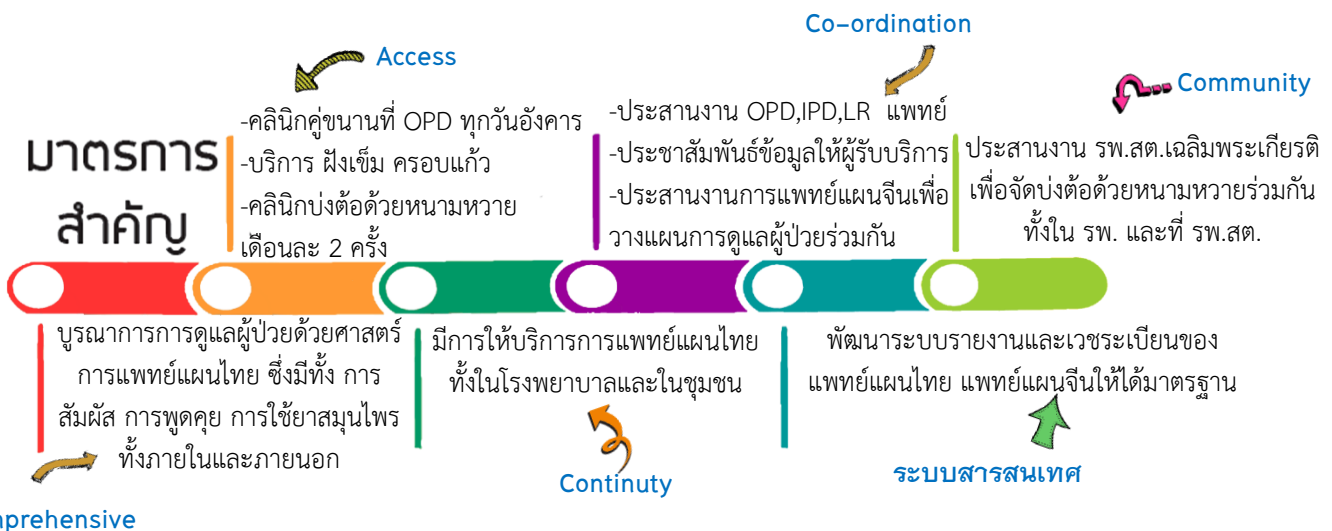 Co-ordination
Access
Community
-คลินิกคู่ขนานที่ OPD ทุกวันอังคาร
-บริการ ฝังเข็ม ครอบแก้ว
-คลินิกบ่งต้อด้วยหนามหวาย
เดือนละ 2 ครั้ง
-ประสานงาน OPD,IPD,LR แพทย์
-ประชาสัมพันธ์ข้อมูลให้ผู้รับบริการ
-ประสานงานการแพทย์แผนจีนเพื่อ
วางแผนการดูแลผู้ป่วยร่วมกัน
ประสานงาน รพ.สต.เฉลิมพระเกียรติ
เพื่อจัดบ่งต้อด้วยหนามหวายร่วมกัน
ทั้งใน รพ. และที่ รพ.สต.
มาตรการ
สำคัญ
บูรณาการการดูแลผู้ป่วยด้วยศาสตร์
การแพทย์แผนไทย ซึ่งมีทั้ง การ
สัมผัส การพูดคุย การใช้ยาสมุนไพร
ทั้งภายในและภายนอก
มีการให้บริการการแพทย์แผนไทย
ทั้งในโรงพยาบาลและในชุมชน
พัฒนาระบบรายงานและเวชระเบียนของ
แพทย์แผนไทย แพทย์แผนจีนให้ได้มาตรฐาน
Continuty
ระบบสารสนเทศ
mprehensive